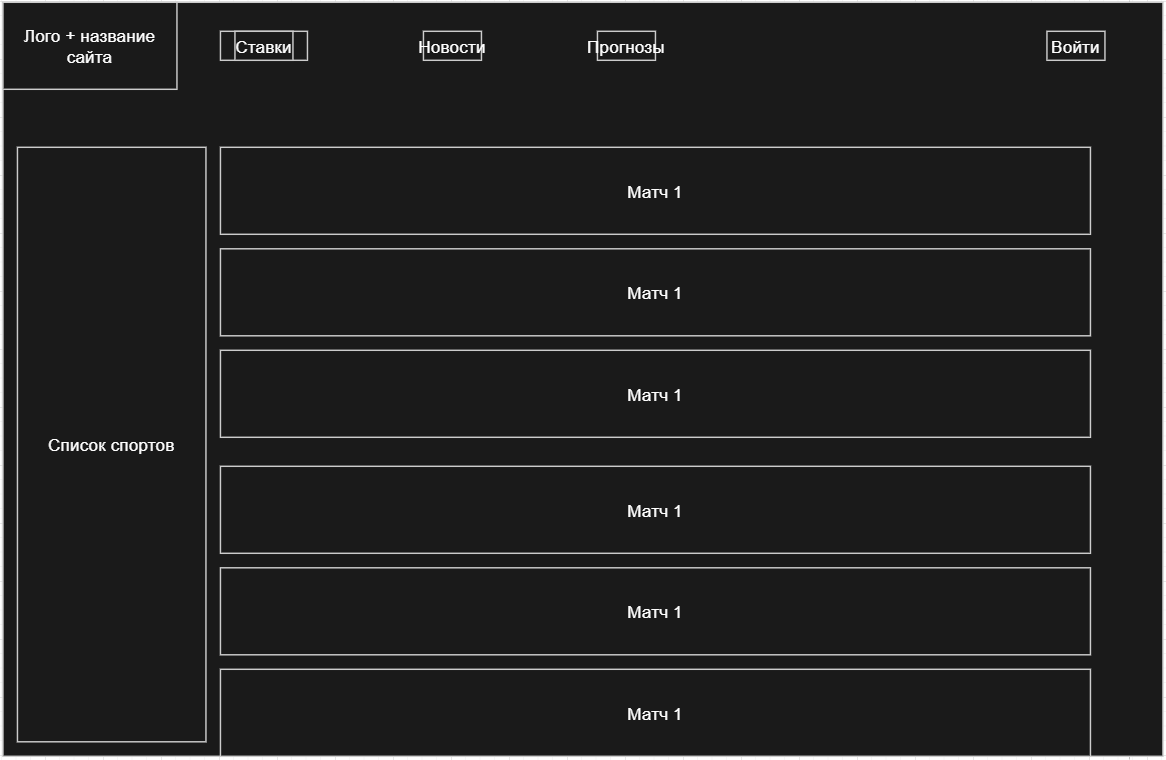 Лого + название
сайта
Ставки
Новости
Прогнозы
Войти
Список спортов
Матч 1
Матч 1
Матч 1
Матч 1
Матч 1
Матч 1